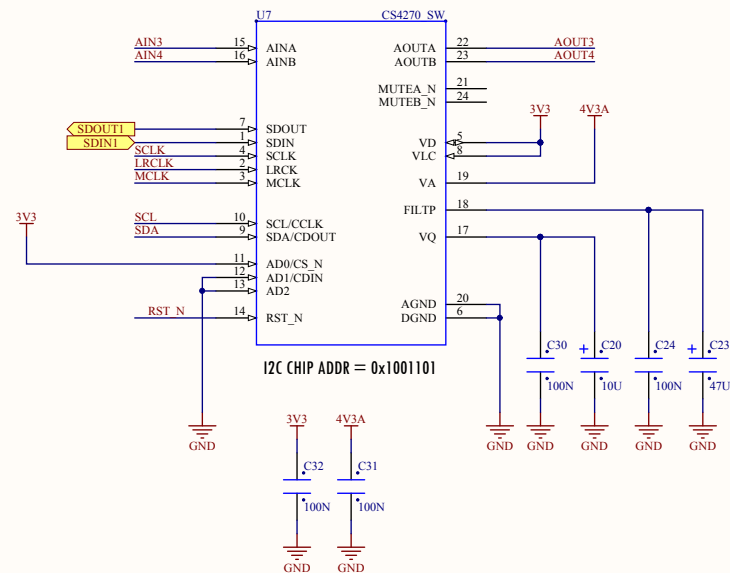 U7 CS4270_SW
AIN3 15 AINA AOUTA 22 AOUT3
AIN4 16 AINB AOUTB 23 AOUT4
MUTEA_N 21
MUTEB_N 24
3V3 4V3A
SDOUT1 7 SDOUT
SDIN1 1 SDIN VD 5
SCLK 4 SCLK VLC 8
LRCLK 2 LRCK
MCLK 3 MCLK VA 19
FILTP 18
3V3 SCL 10 SCL/CCLK
SDA 9 SDA/CDOUT VQ 17
11 AD0/CS_N
12 AD1/CDIN
13 AD2 AGND 20
RST_N 14 RST_N DGND 6
C30 + C20 C24 + C23
I2C CHIP ADDR = 0x1001101
100N 10U 100N 47U
GND GND GND GND GND GND
3V3 4V3A
C32 C31
100N 100N
GND GND